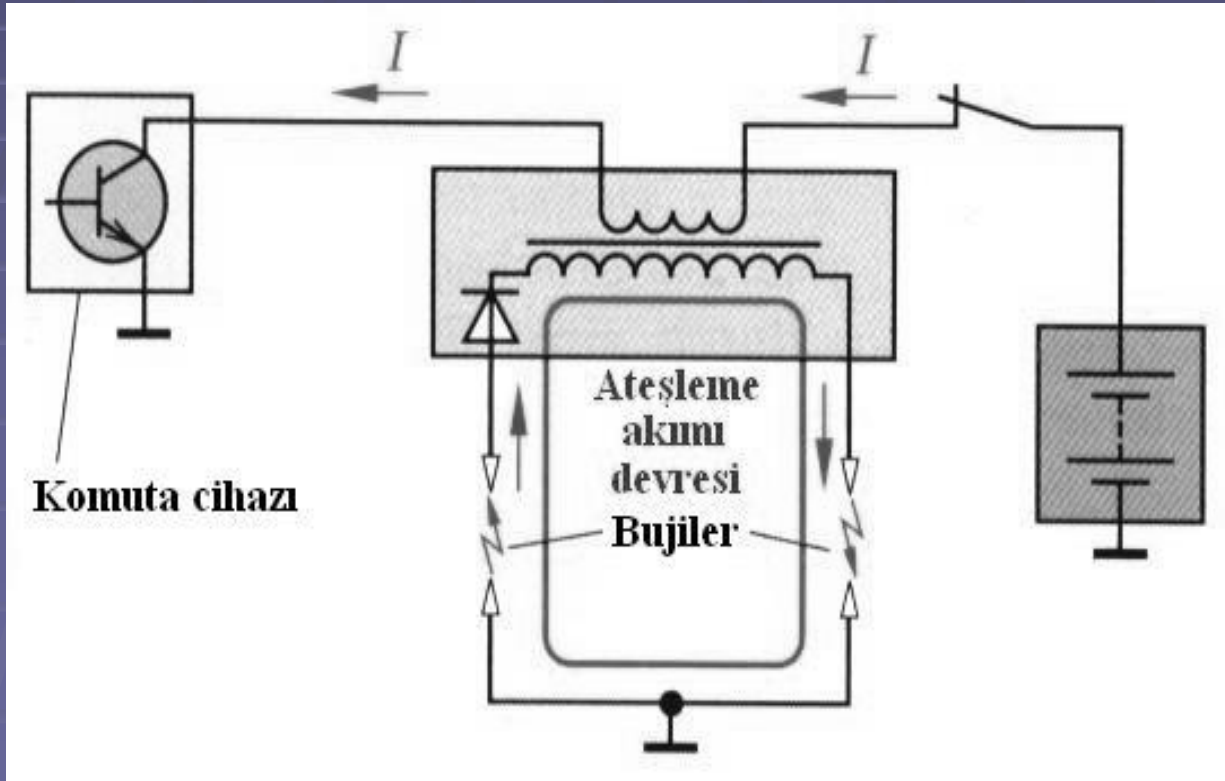 I
I
Ateşleme
akımı
devresi
Komuta cihazı
Bujiler